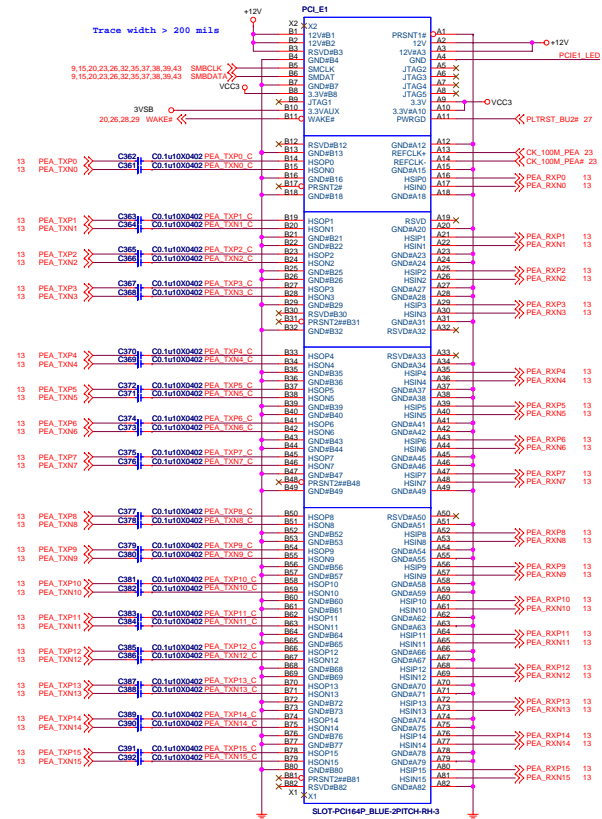 PCI_E1
+12V
Trace width > 200 mils
X2 X2
B1 12V#B1 PRSNT1# A1
B2 12V#B2 12V A2 +12V
B3 RSVD#B3 12V#A3 A3
B4 GND#B4 GND A4 PCIE1_LED
9,15,20,23,26,32,35,37,38,39,43 SMBCLK B5 SMCLK JTAG2 A5
9,15,20,23,26,32,35,37,38,39,43 SMBDATA B6 SMDAT JTAG3 A6
B7 GND#B7 JTAG4 A7
VCC3 B8 3.3V#B8 JTAG5 A8
B9 JTAG1 3.3V A9 VCC3
3VSB B10 3.3VAUX 3.3V#A10 A10
20,26,28,29 WAKE# B11 WAKE# PWRGD A11 PLTRST_BU2# 27
B12 RSVD#B12 GND#A12 A12
B13 GND#B13 REFCLK+ A13 CK_100M_PEA 23
13 PEA_TXP0 C362 C0.1u10X0402 PEA_TXP0_C B14 HSOP0 REFCLK- A14 CK_100M_PEA# 23
13 PEA_TXN0 C361 C0.1u10X0402 PEA_TXN0_C B15 HSON0 GND#A15 A15
B16 GND#B16 HSIP0 A16 PEA_RXP0 13
B17 PRSNT2# HSIN0 A17 PEA_RXN0 13
B18 GND#B18 GND#A18 A18
13 PEA_TXP1 C363 C0.1u10X0402 PEA_TXP1_C B19 HSOP1 RSVD A19
13 PEA_TXN1 C364 C0.1u10X0402 PEA_TXN1_C B20 HSON1 GND#A20 A20
B21 GND#B21 HSIP1 A21 PEA_RXP1 13
B22 GND#B22 HSIN1 A22 PEA_RXN1 13
13 PEA_TXP2 C365 C0.1u10X0402 PEA_TXP2_C B23 HSOP2 GND#A23 A23
13 PEA_TXN2 C366 C0.1u10X0402 PEA_TXN2_C B24 HSON2 GND#A24 A24
B25 GND#B25 HSIP2 A25 PEA_RXP2 13
B26 GND#B26 HSIN2 A26 PEA_RXN2 13
13 PEA_TXP3 C367 C0.1u10X0402 PEA_TXP3_C B27 HSOP3 GND#A27 A27
13 PEA_TXN3 C368 C0.1u10X0402 PEA_TXN3_C B28 HSON3 GND#A28 A28
B29 GND#B29 HSIP3 A29 PEA_RXP3 13
B30 RSVD#B30 HSIN3 A30 PEA_RXN3 13
B31 PRSNT2##B31 GND#A31 A31
B32 GND#B32 RSVD#A32 A32
13 PEA_TXP4 C370 C0.1u10X0402 PEA_TXP4_C B33 HSOP4 RSVD#A33 A33
13 PEA_TXN4 C369 C0.1u10X0402 PEA_TXN4_C B34 HSON4 GND#A34 A34
B35 GND#B35 HSIP4 A35 PEA_RXP4 13
B36 GND#B36 HSIN4 A36 PEA_RXN4 13
13 PEA_TXP5 C372 C0.1u10X0402 PEA_TXP5_C B37 HSOP5 GND#A37 A37
13 PEA_TXN5 C371 C0.1u10X0402 PEA_TXN5_C B38 HSON5 GND#A38 A38
B39 GND#B39 HSIP5 A39 PEA_RXP5 13
B40 GND#B40 HSIN5 A40 PEA_RXN5 13
13 PEA_TXP6 C374 C0.1u10X0402 PEA_TXP6_C B41 HSOP6 GND#A41 A41
13 PEA_TXN6 C373 C0.1u10X0402 PEA_TXN6_C B42 HSON6 GND#A42 A42
B43 GND#B43 HSIP6 A43 PEA_RXP6 13
B44 GND#B44 HSIN6 A44 PEA_RXN6 13
13 PEA_TXP7 C375 C0.1u10X0402 PEA_TXP7_C B45 HSOP7 GND#A45 A45
13 PEA_TXN7 C376 C0.1u10X0402 PEA_TXN7_C B46 HSON7 GND#A46 A46
B47 GND#B47 HSIP7 A47 PEA_RXP7 13
B48 PRSNT2##B48 HSIN7 A48 PEA_RXN7 13
B49 GND#B49 GND#A49 A49
13 PEA_TXP8 C377 C0.1u10X0402 PEA_TXP8_C B50 HSOP8 RSVD#A50 A50
13 PEA_TXN8 C378 C0.1u10X0402 PEA_TXN8_C B51 HSON8 GND#A51 A51
B52 GND#B52 HSIP8 A52 PEA_RXP8 13
B53 GND#B53 HSIN8 A53 PEA_RXN8 13
13 PEA_TXP9 C379 C0.1u10X0402 PEA_TXP9_C B54 HSOP9 GND#A54 A54
13 PEA_TXN9 C380 C0.1u10X0402 PEA_TXN9_C B55 HSON9 GND#A55 A55
B56 GND#B56 HSIP9 A56 PEA_RXP9 13
B57 GND#B57 HSIN9 A57 PEA_RXN9 13
13 PEA_TXP10 C381 C0.1u10X0402 PEA_TXP10_C B58 HSOP10 GND#A58 A58
13 PEA_TXN10 C382 C0.1u10X0402 PEA_TXN10_C B59 HSON10 GND#A59 A59
B60 GND#B60 HSIP10 A60 PEA_RXP10 13
B61 GND#B61 HSIN10 A61 PEA_RXN10 13
13 PEA_TXP11 C383 C0.1u10X0402 PEA_TXP11_C B62 HSOP11 GND#A62 A62
13 PEA_TXN11 C384 C0.1u10X0402 PEA_TXN11_C B63 HSON11 GND#A63 A63
B64 GND#B64 HSIP11 A64 PEA_RXP11 13
B65 GND#B65 HSIN11 A65 PEA_RXN11 13
13 PEA_TXP12 C385 C0.1u10X0402 PEA_TXP12_C B66 HSOP12 GND#A66 A66
13 PEA_TXN12 C386 C0.1u10X0402 PEA_TXN12_C B67 HSON12 GND#A67 A67
B68 GND#B68 HSIP12 A68 PEA_RXP12 13
B69 GND#B69 HSIN12 A69 PEA_RXN12 13
13 PEA_TXP13 C387 C0.1u10X0402 PEA_TXP13_C B70 HSOP13 GND#A70 A70
13 PEA_TXN13 C388 C0.1u10X0402 PEA_TXN13_C B71 HSON13 GND#A71 A71
B72 GND#B72 HSIP13 A72 PEA_RXP13 13
B73 GND#B73 HSIN13 A73 PEA_RXN13 13
13 PEA_TXP14 C389 C0.1u10X0402 PEA_TXP14_C B74 HSOP14 GND#A74 A74
13 PEA_TXN14 C390 C0.1u10X0402 PEA_TXN14_C B75 HSON14 GND#A75 A75
B76 GND#B76 HSIP14 A76 PEA_RXP14 13
B77 GND#B77 HSIN14 A77 PEA_RXN14 13
13 PEA_TXP15 C391 C0.1u10X0402 PEA_TXP15_C B78 HSOP15 GND#A78 A78
13 PEA_TXN15 C392 C0.1u10X0402 PEA_TXN15_C B79 HSON15 GND#A79 A79
B80 GND#B80 HSIP15 A80 PEA_RXP15 13
B81 PRSNT2##B81 HSIN15 A81 PEA_RXN15 13
B82 RSVD#B82 GND#A82 A82
X1 X1
SLOT-PCI164P_BLUE-2PITCH-RH-3